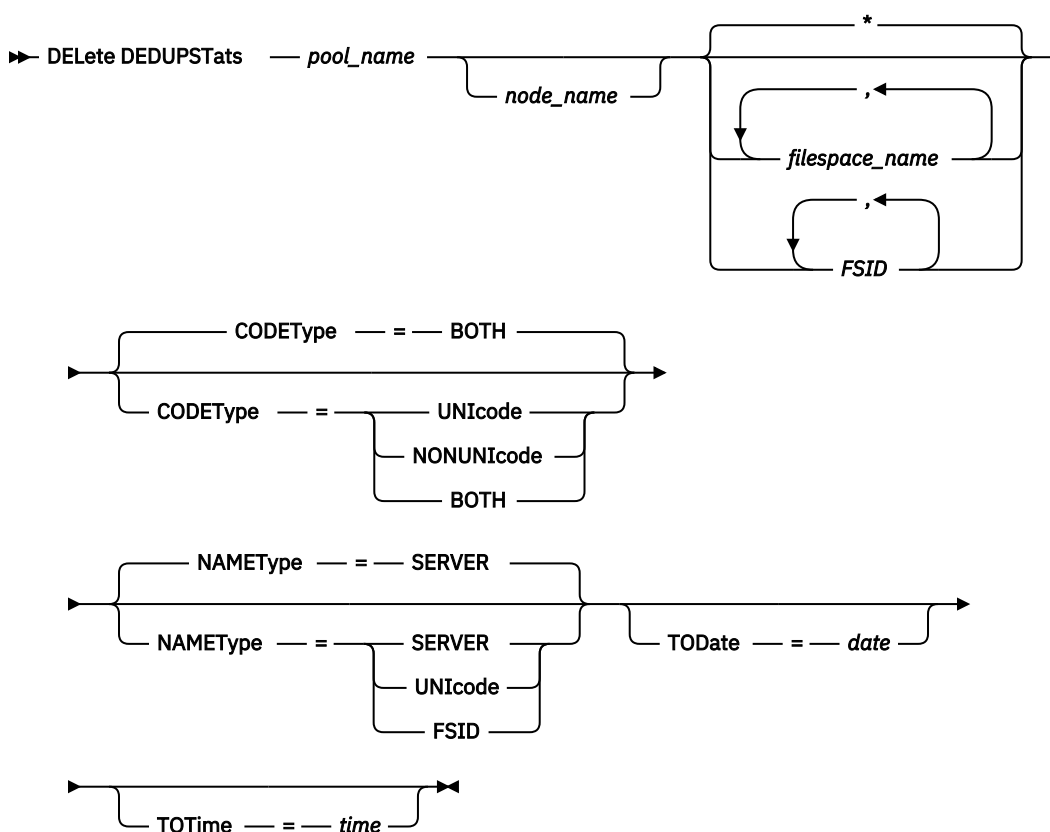 *
DELete DEDUPSTats pool_name
node_name
,
filespace_name
,
FSID
CODEType = BOTH
CODEType = UNIcode
NONUNIcode
BOTH
NAMEType = SERVER
NAMEType = SERVER
UNIcode
FSID
TODate = date
TOTime = time